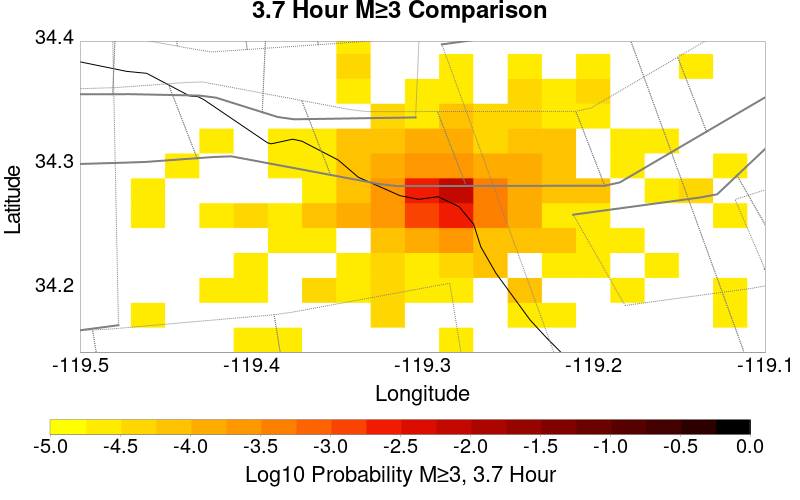 3.7 Hour M≥3 Comparison
34.4
34.3
34.2
Latitude
-119.5 -119.4 -119.3 -119.2 -119.1
Longitude
-5.0 -4.5 -4.0 -3.5 -3.0 -2.5 -2.0 -1.5 -1.0 -0.5 0.0
Log10 Probability M≥3, 3.7 Hour